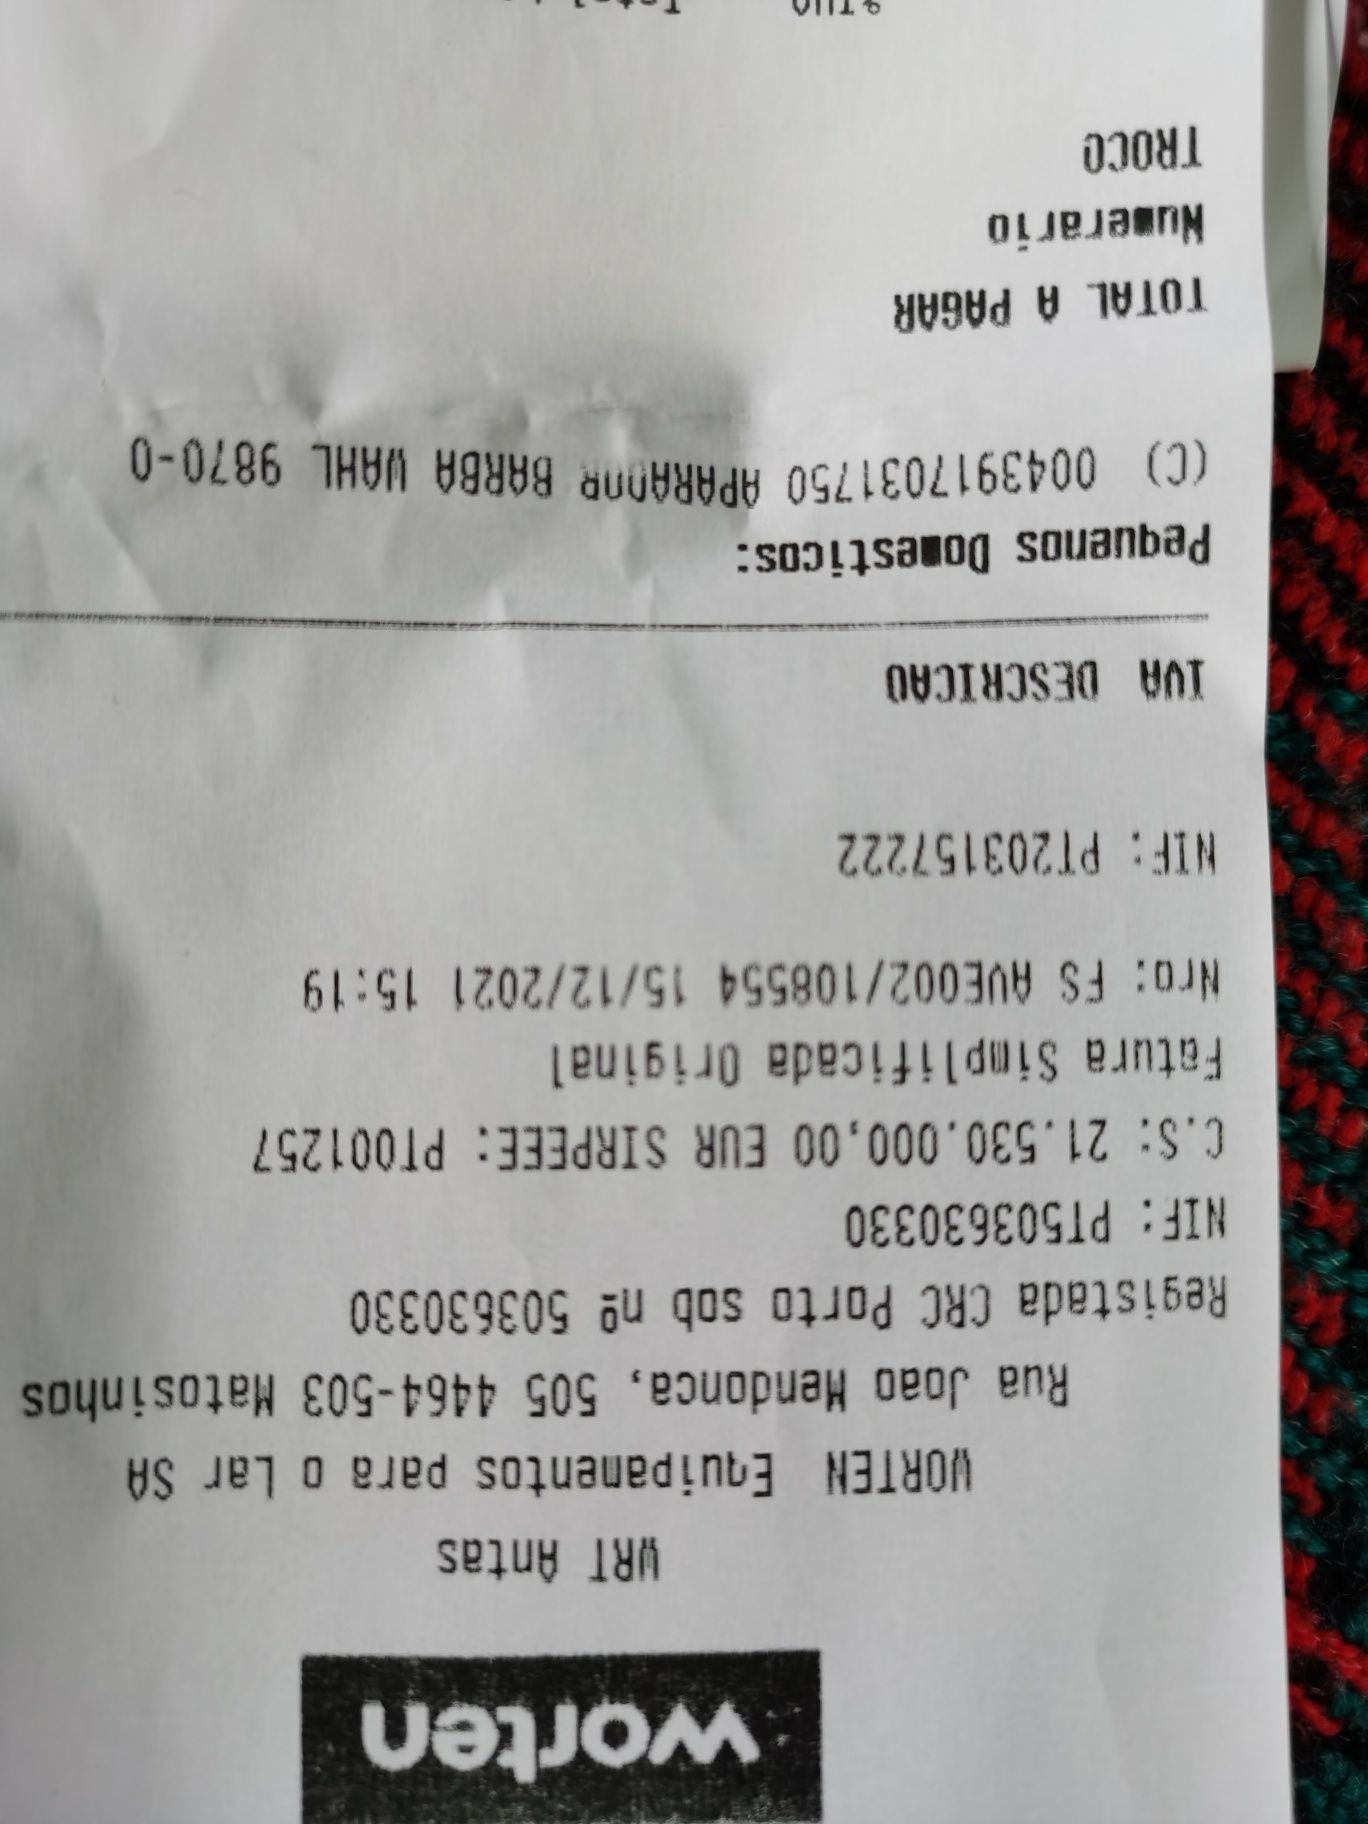 worten
WRT Antas
WORTEN Equipamentos para o Lar SA
Rua Joao Mendonca, 505 4464-503 Matosinhos
Registada CRC Porto sob nº 503630330
NIF: PT503630330
C.S: 21.530.000,00 EUR SIRPEEE: PT001257
Fatura Simplificada Original
Nro: FS AVE002/108554 15/12/2021 15:19
NIF: PT203157222
IVA DESCRICAO
Pequenos Domesticos:
(C) 0043917031750 APARADOR BARBA WAHL 9870-0
TOTAL A PAGAR
Numerario
TROCO
%IVA